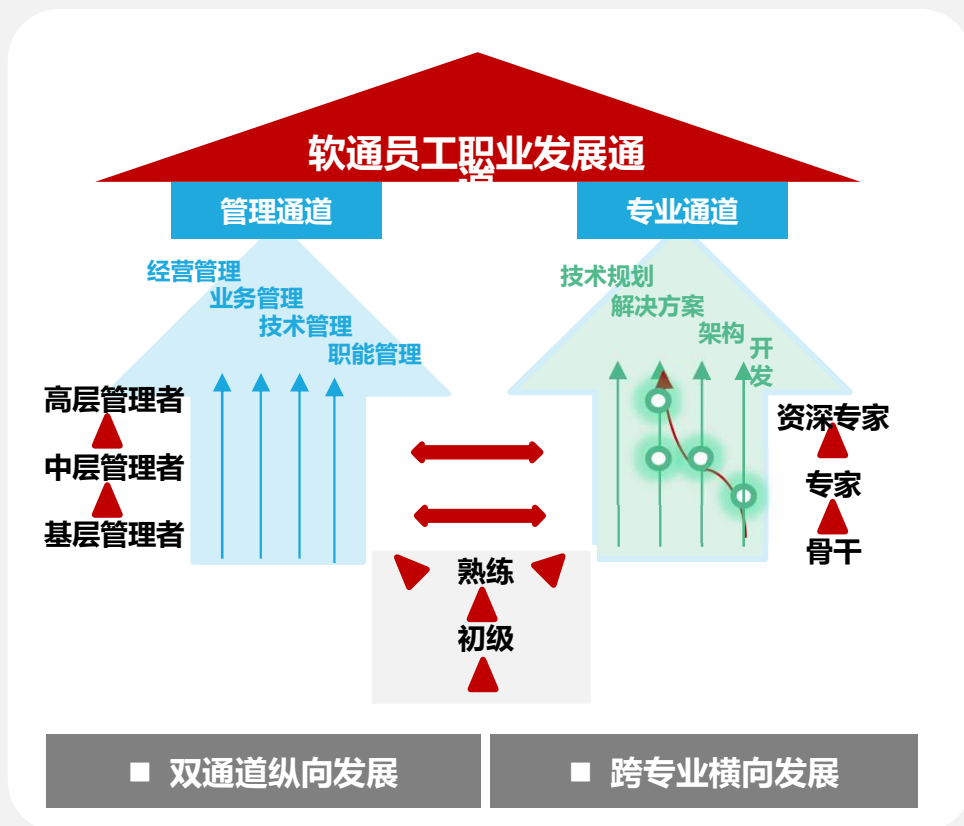 软通员工职业发展通
道
管理通道
专业通道
经营管理
业务管理
技术管理
职能管理
技术规划
解决方案
架构
开
发
高层管理者
中层管理者
基层管理者
资深专家
专家
骨干
熟练
初级
■ 双通道纵向发展
■ 跨专业横向发展